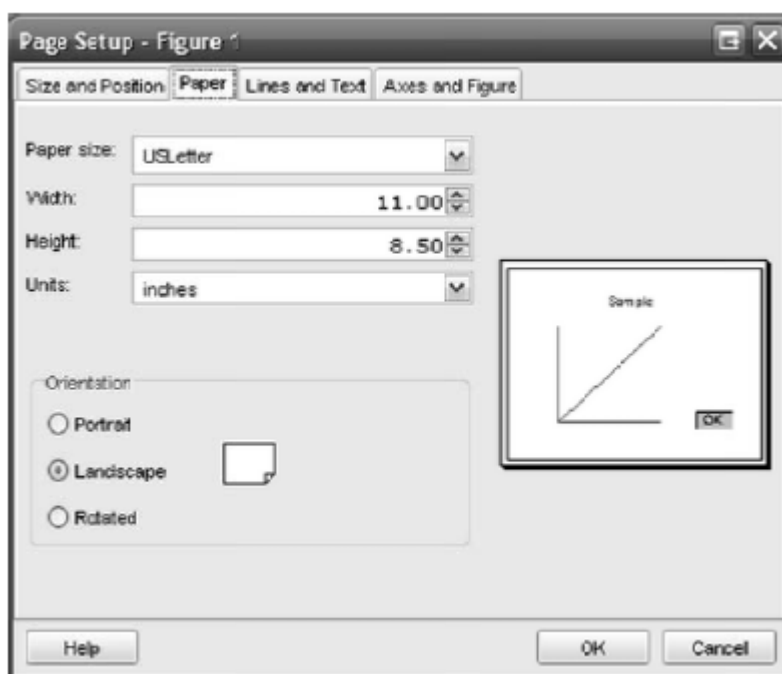 Page Setup - Figure 1
Size and Position Paper Lines and Text Axes and Figure
Paper size: USLetter
Width: 11.00
Height: 8.50
Units: inches
Sample
OK
Orientation
Portrait
Landscape
Rotated
Help OK Cancel